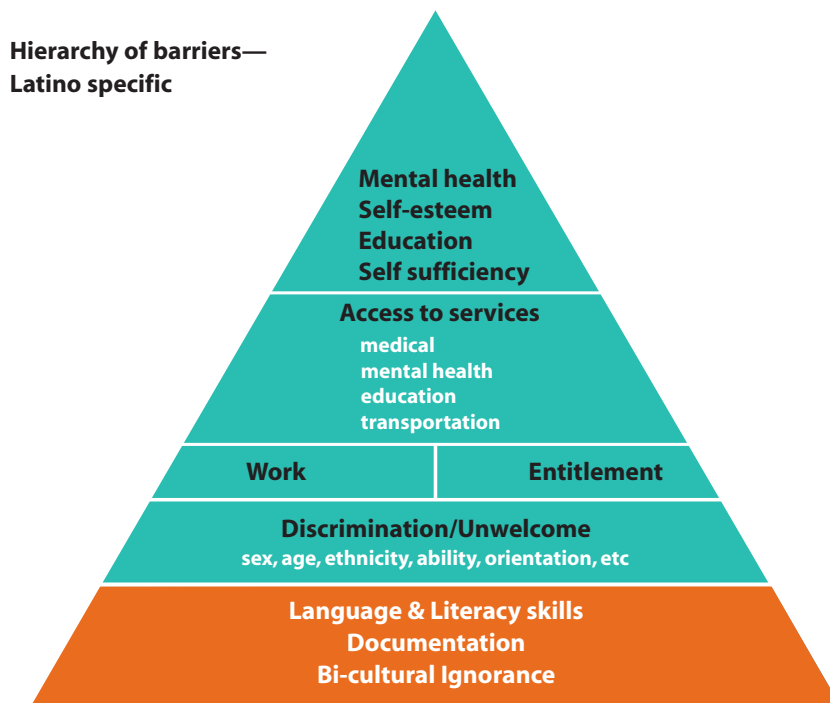 Hierarchy of barriers—
Latino specific
Mental health
Self-esteem
Education
Self sufficiency
Access to services
medical
mental health
education
transportation
Work
Entitlement
Discrimination/Unwelcome
sex, age, ethnicity, ability, orientation, etc
Language & Literacy skills
Documentation
Bi-cultural Ignorance